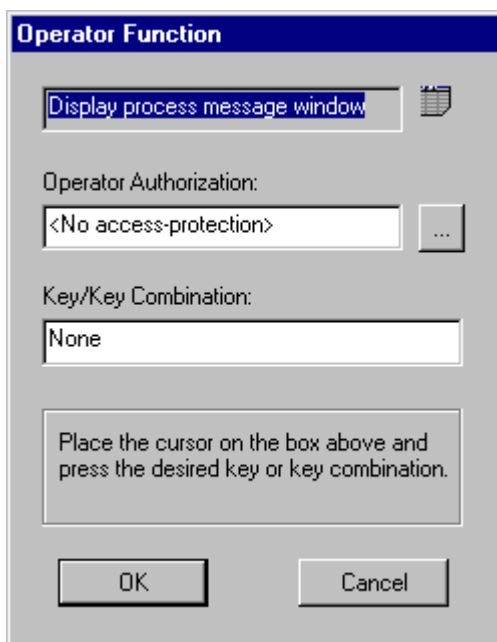 Operator Function
Display process message window
Operator Authorization:
<No access-protection>
...
Key/Key Combination:
None
Place the cursor on the box above and
press the desired key or key combination.
OK
Cancel